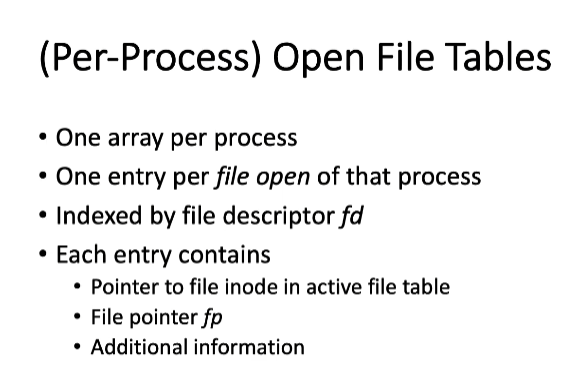 (Per-Process) Open File Tables
• One array per process
• One entry per file open of that process
• Indexed by file descriptor fd
• Each entry contains
• Pointer to file inode in active file table
• File pointer fp
• Additional information